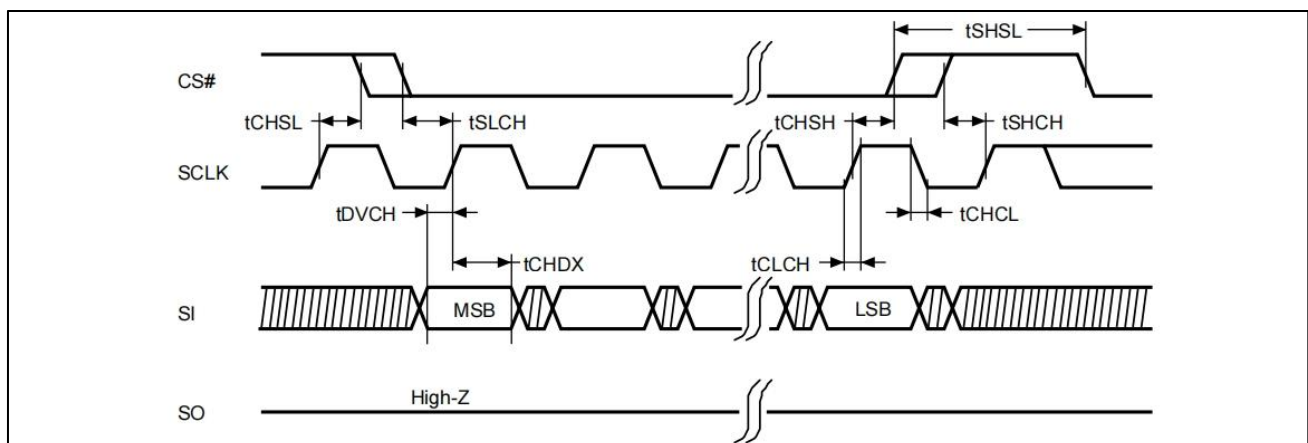 tSHSL
CS#
tCHSL
tSLCH
tCHSH
tSHCH
SCLK
tDVCH
tCHCL
tCHDX
tCLCH
SI
MSB
LSB
High-Z
SO